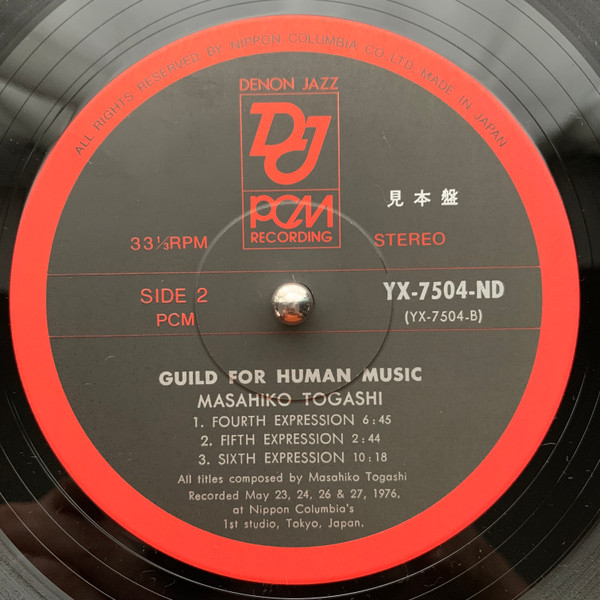 ALL RIGHTS RESERVED BY NIPPON COLUMBIA CO., LTD. MADE IN JAPAN
DENON JAZZ
DJ
PCM
RECORDING
見本盤
33⅓RPM
STEREO
SIDE 2
PCM
YX-7504-ND
(YX-7504-B)
GUILD FOR HUMAN MUSIC
MASAHIKO TOGASHI
1. FOURTH EXPRESSION 6:45
2. FIFTH EXPRESSION 2:44
3. SIXTH EXPRESSION 10:18
All titles composed by Masahiko Togashi
Recorded May 23, 24, 26 & 27, 1976,
at Nippon Columbia's
1st studio, Tokyo, Japan.